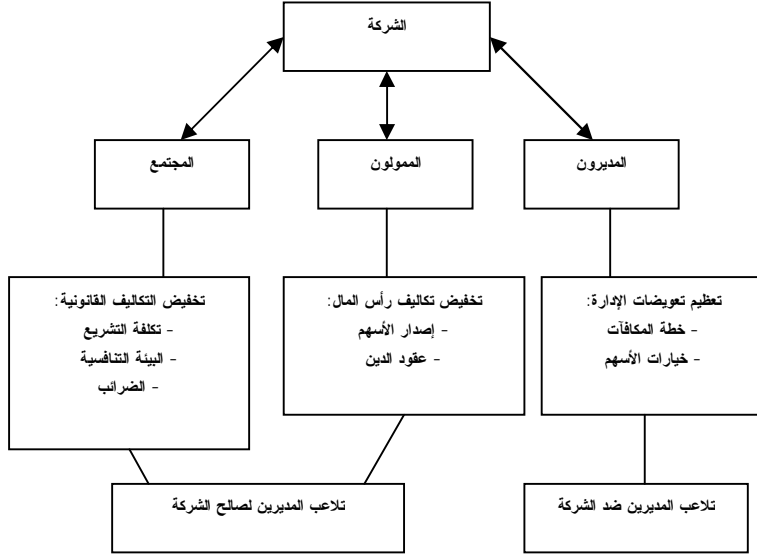 الشركة
المديرون
الممولون
المجتمع
تعظيم تعويضات الإدارة:
- خطة المكافآت
- خيارات الأسهم
تخفيض تكاليف رأس المال:
- إصدار الأسهم
- عقود الدين
تخفيض التكاليف القانونية:
- تكلفة التشريع
- البيئة التنافسية
- الضرائب
تلاعب المديرين ضد الشركة
تلاعب المديرين لصالح الشركة